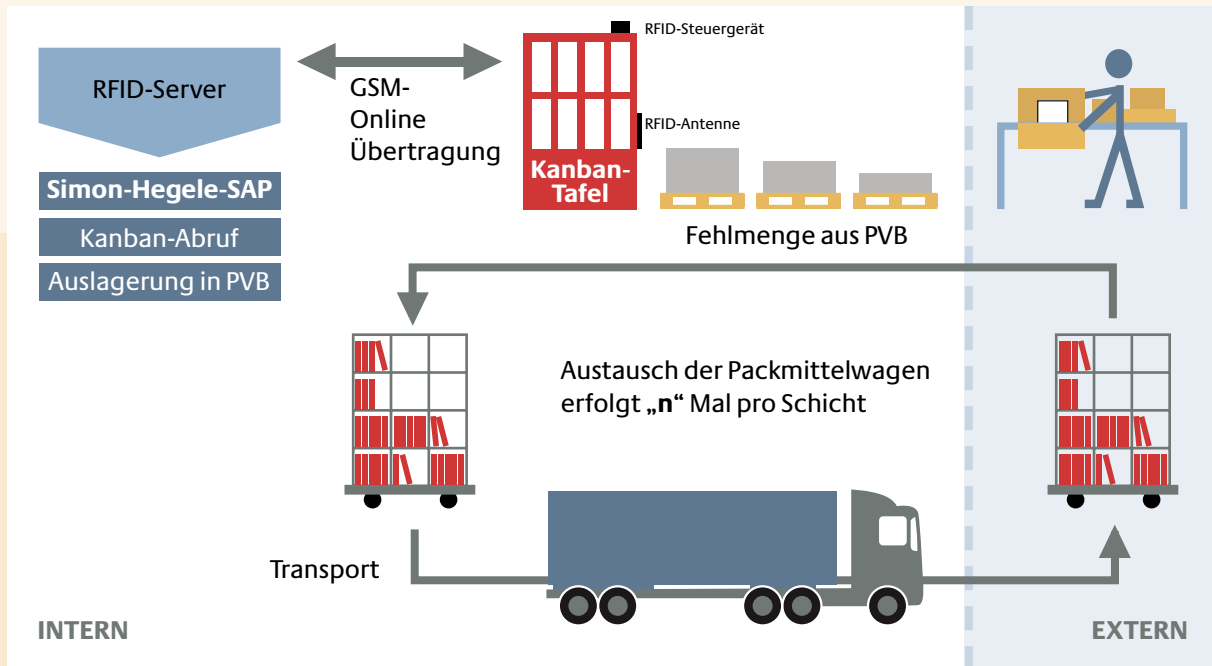 RFID-Server
Simon-Hegele-SAP
Kanban-Abruf
Auslagerung in PVB
GSM-
Online
Übertragung
RFID-Steuergerät
RFID-Antenne
Kanban-
Tafel
Fehlmenge aus PVB
Austausch der Packmittelwagen
erfolgt „n“ Mal pro Schicht
Transport
INTERN
EXTERN